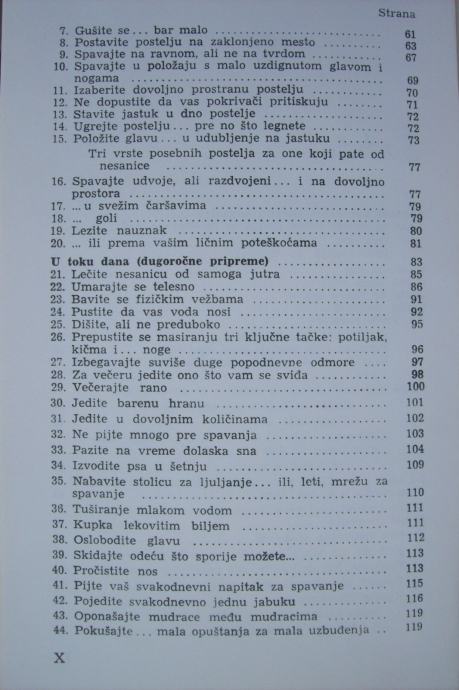 Strana
7. Gušite se... bar malo .......................... 61
8. Postavite postelju na zaklonjeno mesto .......... 63
9. Spavajte na ravnom, ali ne na tvrdom ............ 67
10. Spavajte u položaju s malo uzdignutom glavom i
nogama .......................... 69
11. Izaberite dovoljno prostranu postelju .......... 70
12. Ne dopustite da vas pokrivači pritiskuju ........ 71
13. Stavite jastuk u dno postelje .................. 72
14. Ugrejte postelju... pre no što legnete .......... 72
15. Položite glavu... u udubljenje na jastuku ...... 73
Tri vrste posebnih postelja za one koji pate od
nesanice .......................... 77
16. Spavajte udvoje, ali razdvojeni... i na dovoljno
prostora .......................... 77
17. ...u svežim čaršavima .......................... 79
18. ... goli .......................... 79
19. Lezite nauznak .......................... 80
20. ... ili prema vašim ličnim poteškoćama .......... 81
U toku dana (dugoročne pripreme) .................. 83
21. Lečite nesanicu od samoga jutra ................ 85
22. Umarajte se telesno .......................... 86
23. Bavite se fizičkim vežbama .................... 91
24. Pustite da vas voda nosi ...................... 92
25. Dišite, ali ne preduboko ...................... 95
26. Prepustite se masiranju tri ključne tačke: potiljak,
kičma i... noge .......................... 96
27. Izbegavajte suviše duge popodnevne odmore .... 97
28. Za večeru jedite ono što vam se sviđa .......... 98
29. Večerajte rano .......................... 100
30. Jedite barenu hranu .......................... 101
31. Jedite u dovoljnim količinama .................. 102
32. Ne pijte mnogo pre spavanja .................... 103
33. Pazite na vreme dolaska sna .................... 104
34. Izvodite psa u šetnju .......................... 109
35. Nabavite stolicu za ljuljanje... ili, leti, mrežu za
spavanje .......................... 110
36. Tuširanje mlakom vodom ........................ 111
37. Kupka lekovitim biljem ........................ 111
38. Oslobodite glavu .......................... 112
39. Skidajte odeću što sporije možete... ............ 113
40. Pročistite nos .......................... 113
41. Pijte vaš svakodnevni napitak za spavanje ...... 115
42. Pojedite svakodnevno jednu jabuku .............. 116
43. Oponašajte mudrace među mudracima ............ 119
44. Pokušajte... mala opuštanja za mala uzbuđenja .. 119
X